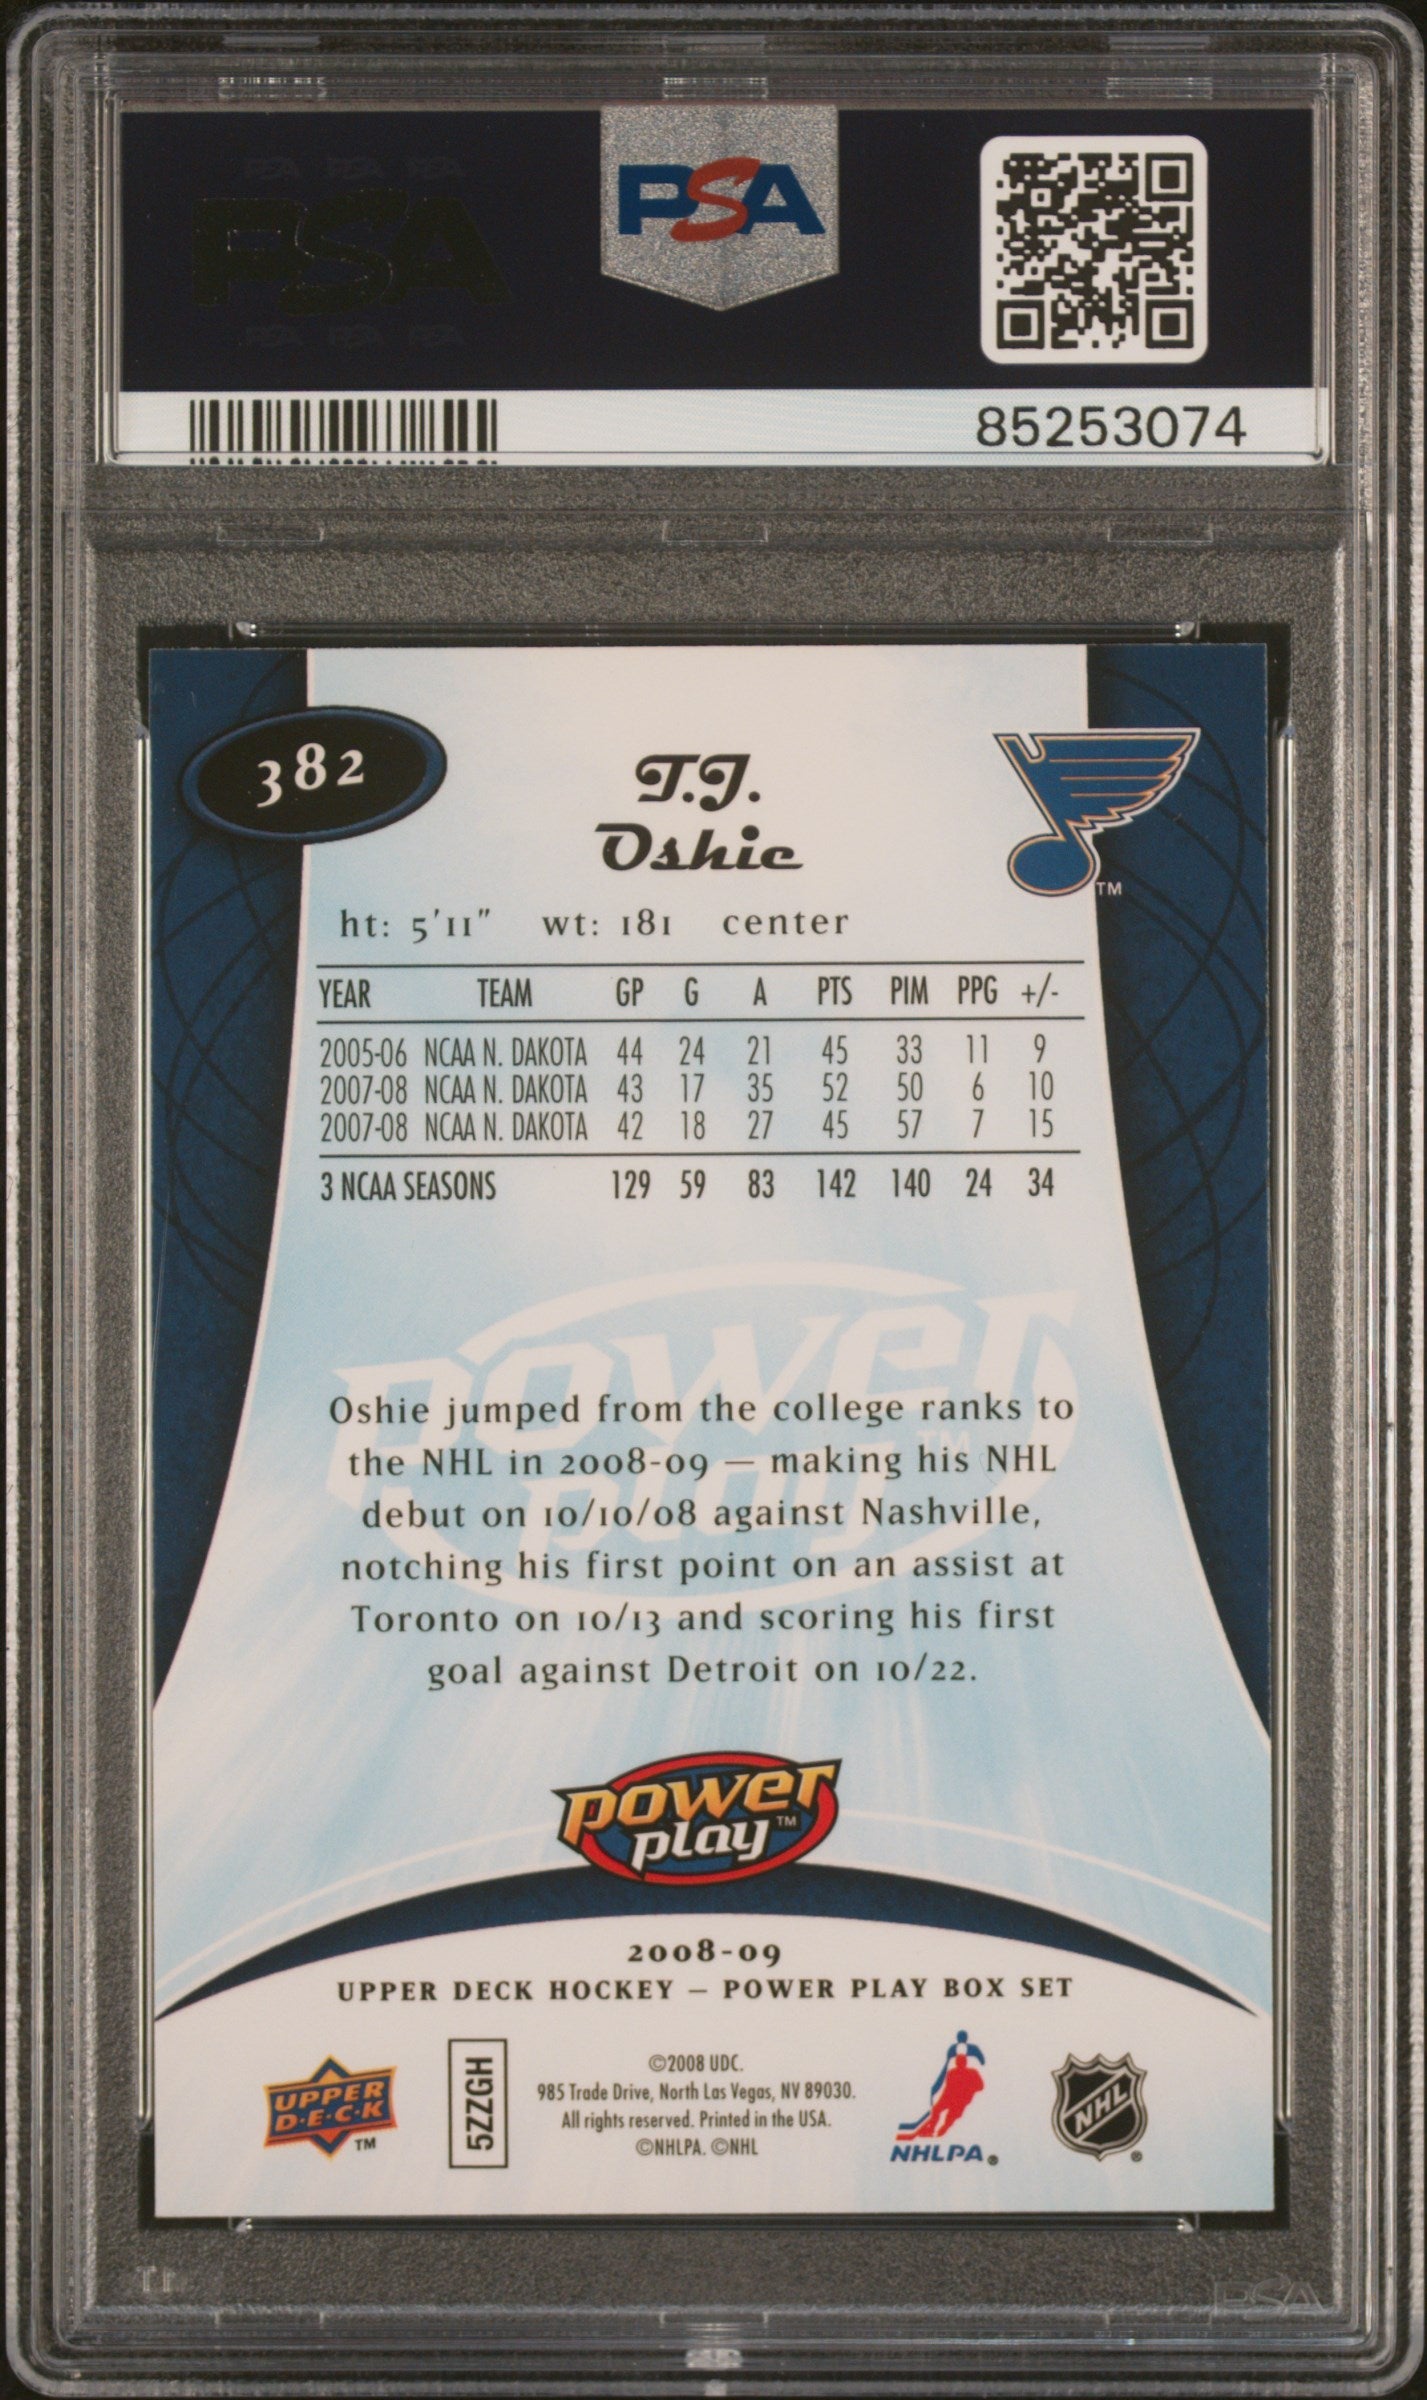 PSA
85253074
382
T.J.
Oshie
TM
ht: 5'11" wt: 181 center
YEAR TEAM GP G A PTS PIM PPG +/-
2005-06 NCAA N. DAKOTA 44 24 21 45 33 11 9
2007-08 NCAA N. DAKOTA 43 17 35 52 50 6 10
2007-08 NCAA N. DAKOTA 42 18 27 45 57 7 15
3 NCAA SEASONS 129 59 83 142 140 24 34
power
play
Oshie jumped from the college ranks to
the NHL in 2008-09 — making his NHL
debut on 10/10/08 against Nashville,
notching his first point on an assist at
Toronto on 10/13 and scoring his first
goal against Detroit on 10/22.
power
play TM
2008-09
UPPER DECK HOCKEY – POWER PLAY BOX SET
UPPER
D·E·C·K
TM
5ZZGH
©2008 UDC.
985 Trade Drive, North Las Vegas, NV 89030.
All rights reserved. Printed in the USA.
©NHLPA. ©NHL
NHLPA®
NHL®
PSA